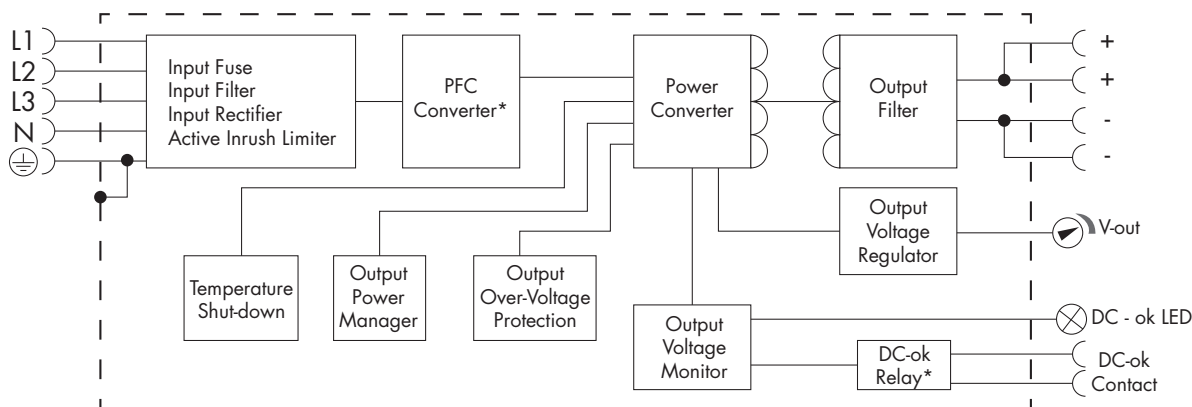 L1
L2
L3
N
Input Fuse
Input Filter
Input Rectifier
Active Inrush Limiter
PFC
Converter*
Power
Converter
Output
Filter
+
+
-
-
Output
Voltage
Regulator
V-out
Temperature
Shut-down
Output
Power
Manager
Output
Over-Voltage
Protection
Output
Voltage
Monitor
DC - ok LED
DC-ok
Relay*
DC-ok
Contact